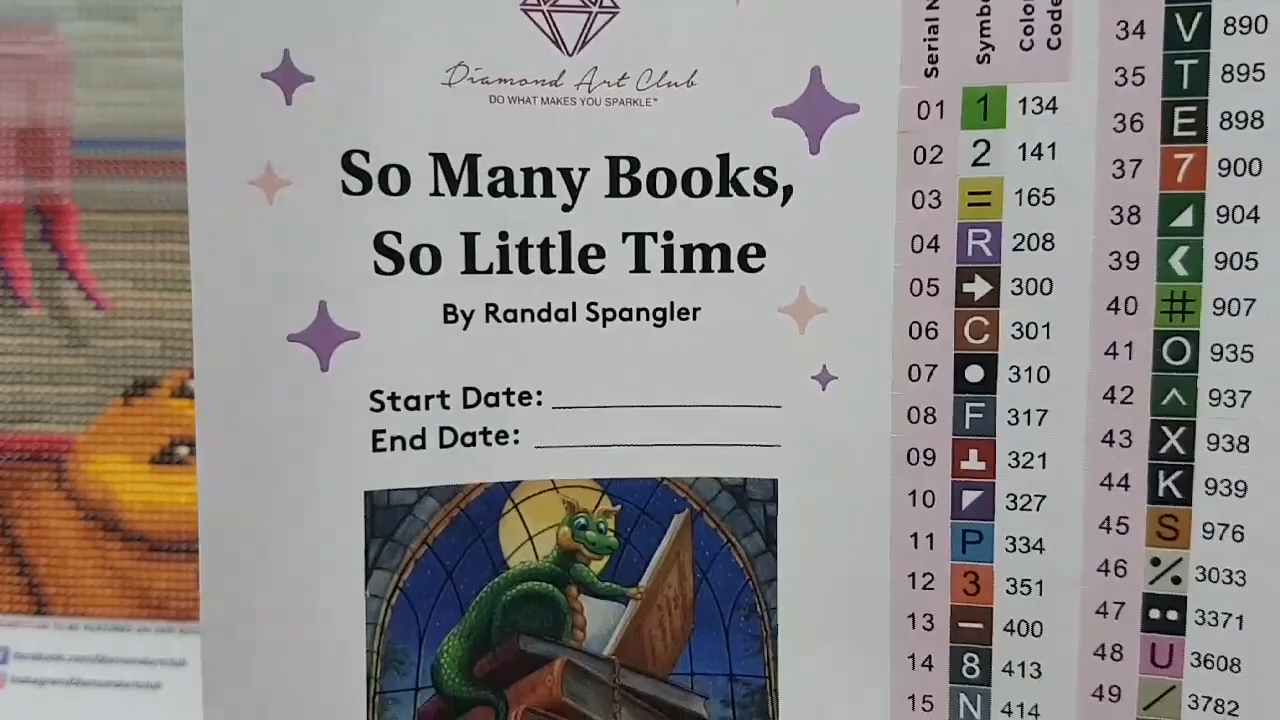 Diamond Art Club
DO WHAT MAKES YOU SPARKLE™
So Many Books,
So Little Time
By Randal Spangler
Start Date:
End Date:
Symbo
Colo
Code
01 1 134
02 2 141
03 = 165
04 R 208
05 300
06 C 301
07 310
08 F 317
09 321
10 327
11 P 334
12 3 351
13 – 400
14 8 413
15 N 414
34 V 890
35 T 895
36 E 898
37 7 900
38 904
39 905
40 # 907
41 O 935
42 ^ 937
43 X 938
44 K 939
45 S 976
46 3033
47 3371
48 U 3608
49 / 3782